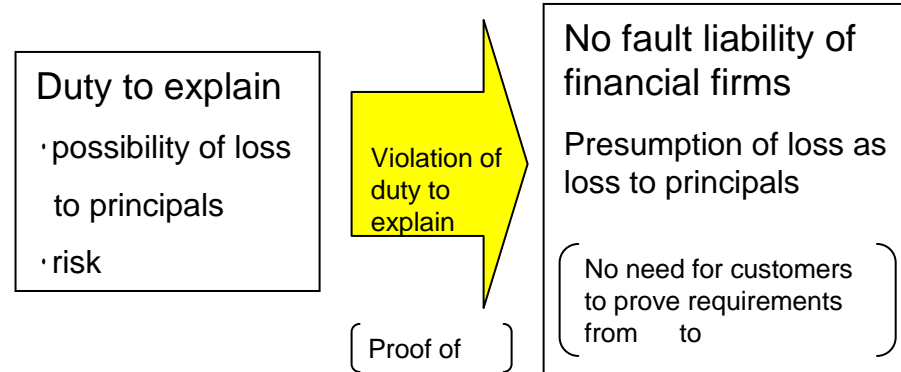 Duty to explain
·possibility of loss
to principals
·risk
Violation of
duty to
explain
Proof of
No fault liability of
financial firms
Presumption of loss as
loss to principals
No need for customers
to prove requirements
from to